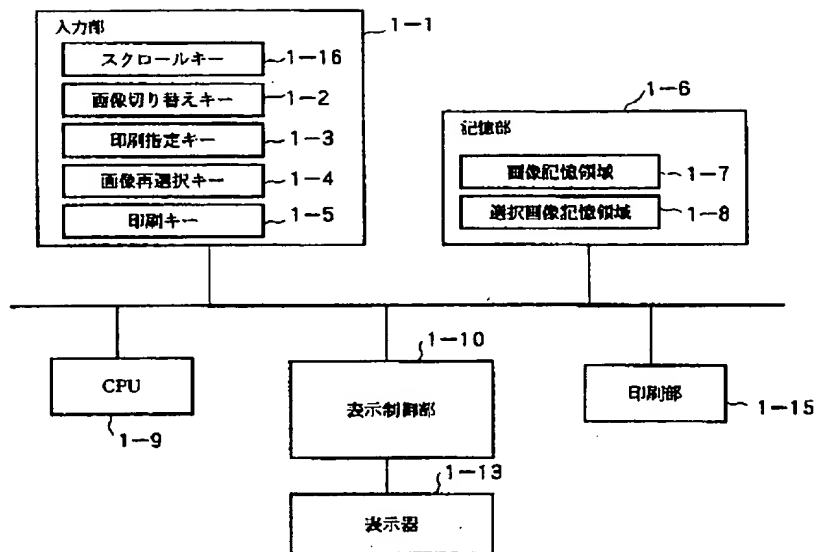 入力部
1-1
スクロールキー
1-16
画像切り替えキー
1-2
印刷指定キー
1-3
画像再選択キー
1-4
印刷キー
1-5
1-6
記憶部
画像記憶領域
1-7
選択画像記憶領域
1-8
CPU
1-9
1-10
表示制御部
印刷部
1-15
1-13
表示器